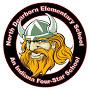 North Dearborn Elementary School
An Indiana Four-Star School